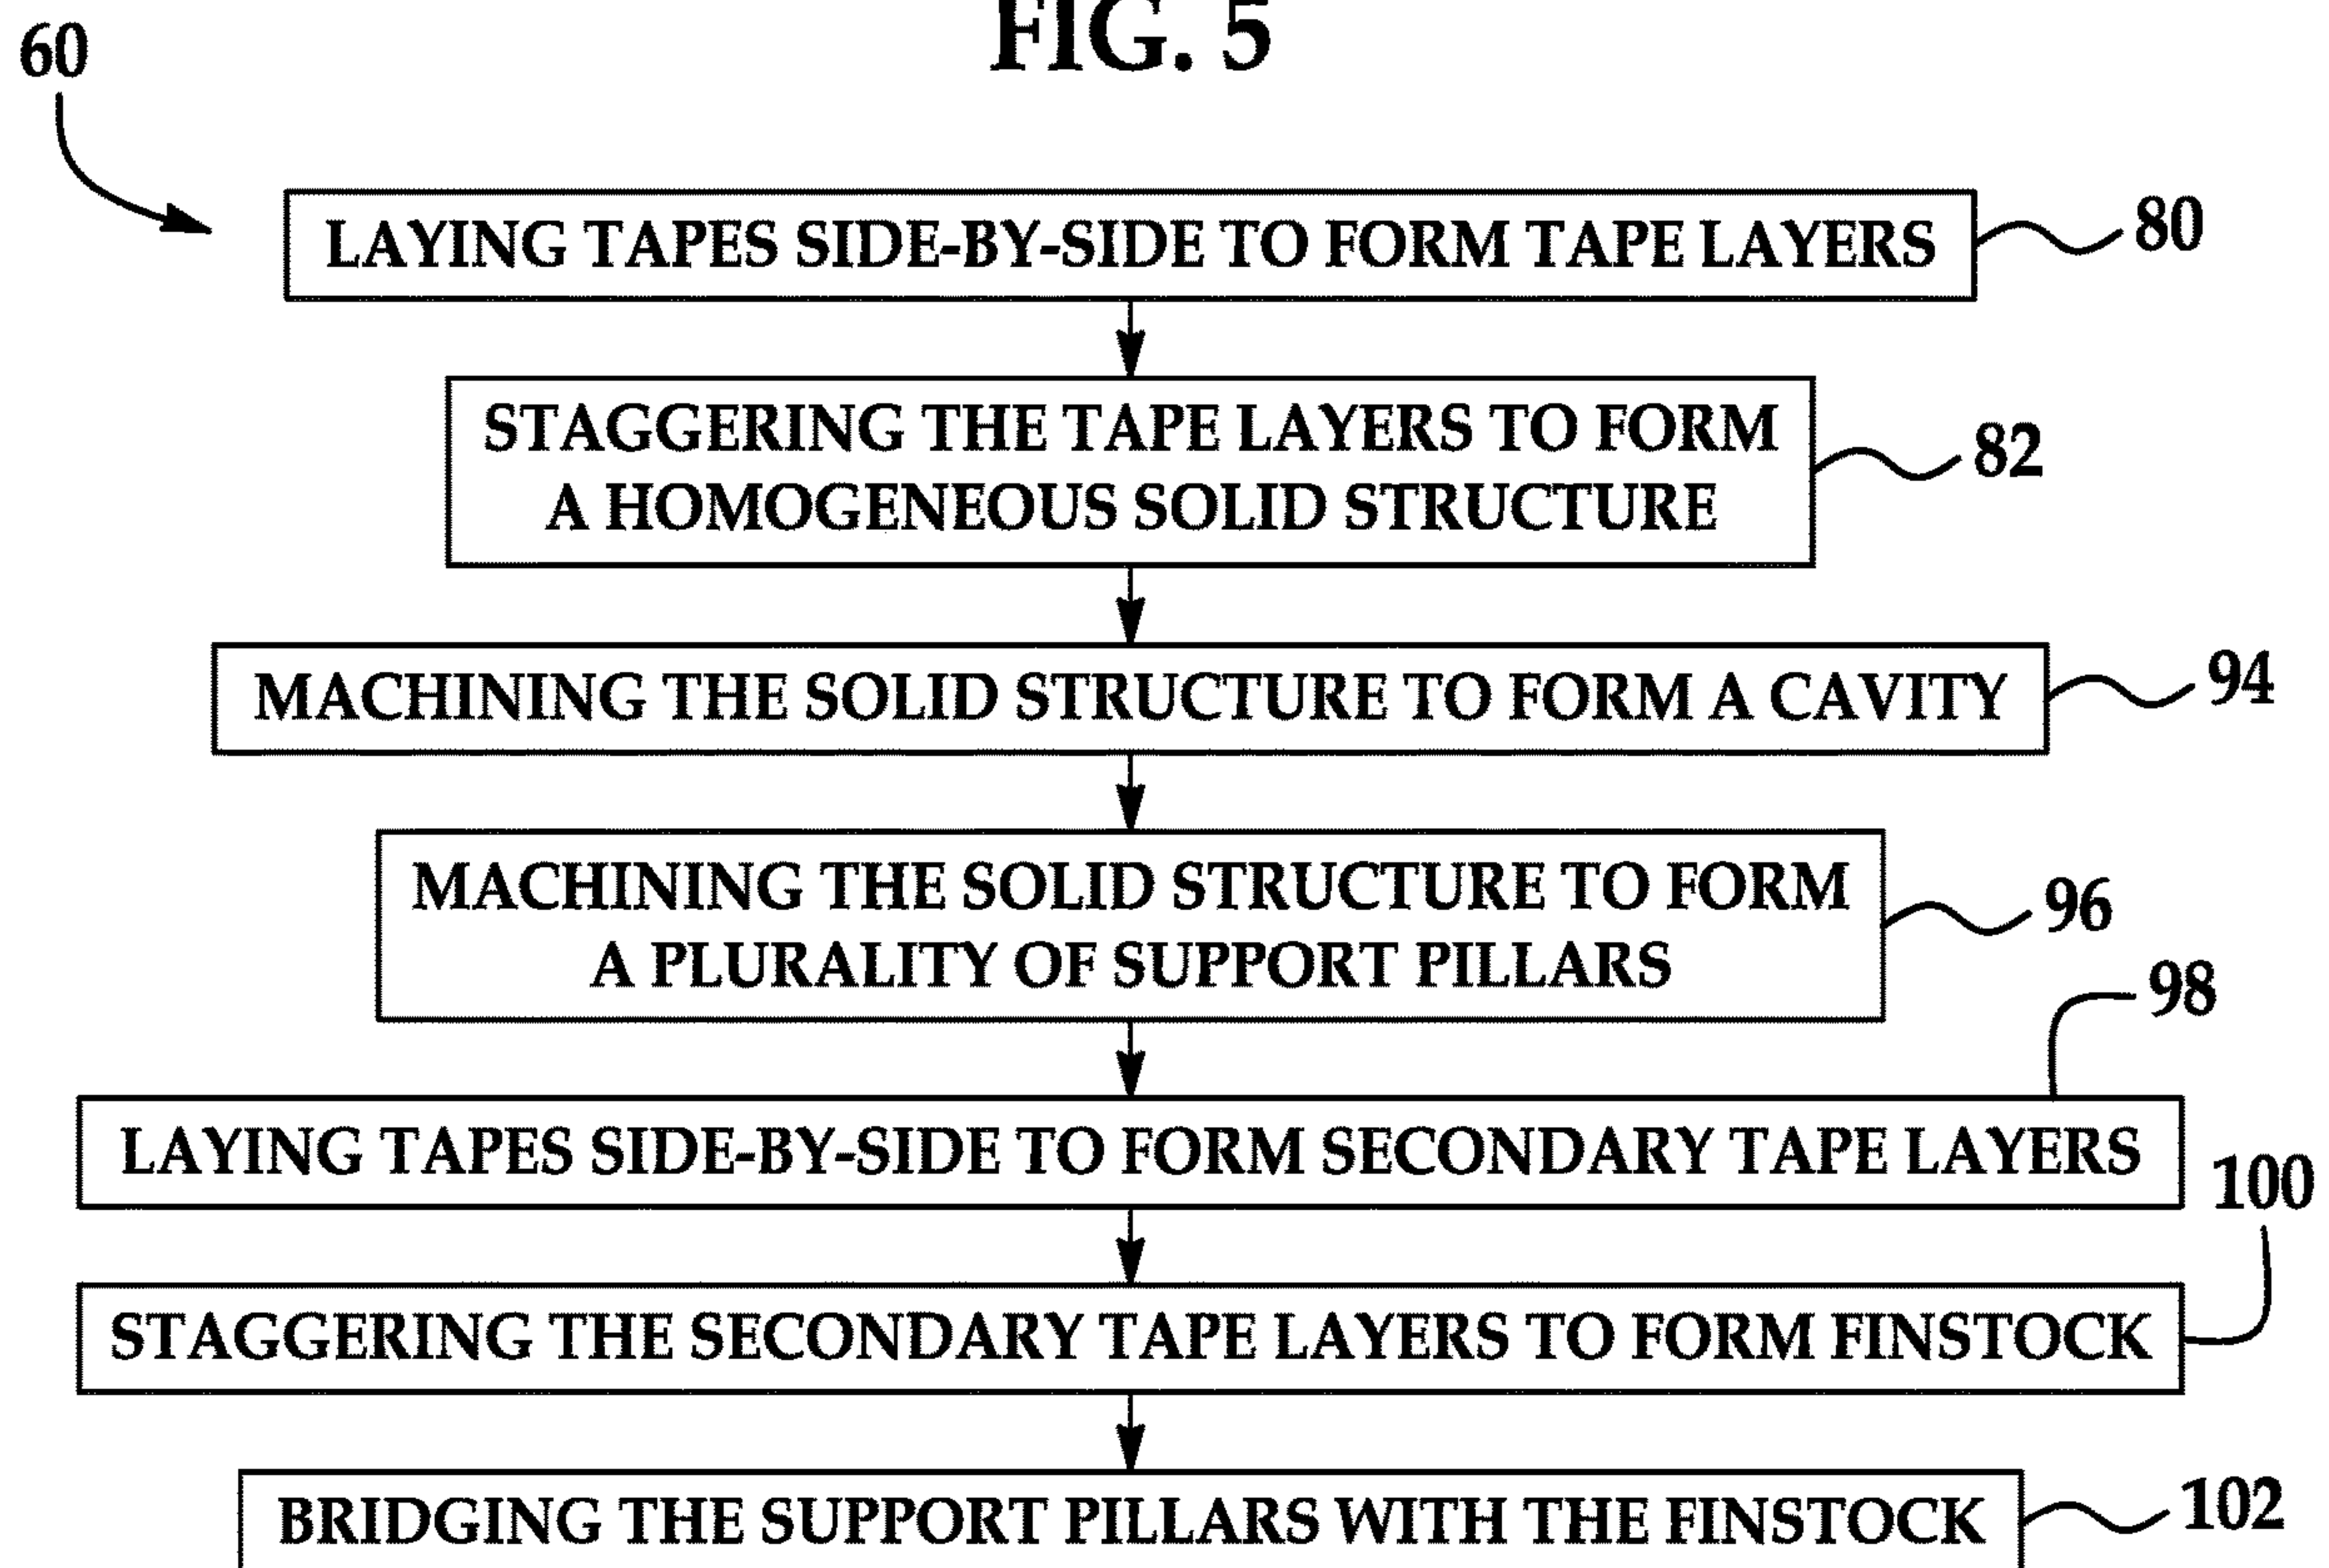 FIG. 5
60
LAYING TAPES SIDE-BY-SIDE TO FORM TAPE LAYERS
80
STAGGERING THE TAPE LAYERS TO FORM
A HOMOGENEOUS SOLID STRUCTURE
82
MACHINING THE SOLID STRUCTURE TO FORM A CAVITY
94
MACHINING THE SOLID STRUCTURE TO FORM
A PLURALITY OF SUPPORT PILLARS
96
98
LAYING TAPES SIDE-BY-SIDE TO FORM SECONDARY TAPE LAYERS
100
STAGGERING THE SECONDARY TAPE LAYERS TO FORM FINSTOCK
BRIDGING THE SUPPORT PILLARS WITH THE FINSTOCK
102